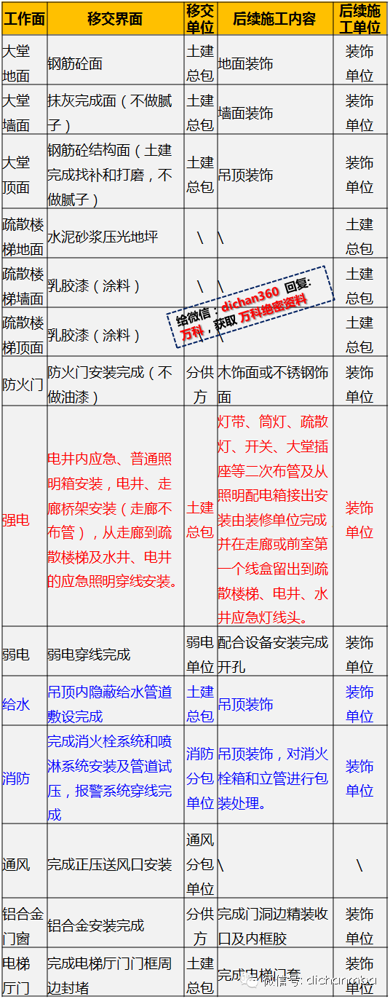 工作面 移交界面 移交单位 后续施工内容 后续施工单位
大堂地面 钢筋砼面 土建总包 地面装饰 装饰单位
大堂墙面 抹灰完成面（不做腻子） 土建总包 墙面装饰 装饰单位
大堂顶面 钢筋砼结构面（土建完成找补和打磨，不做腻子） 土建总包 吊顶装饰 装饰单位
疏散楼梯地面 水泥砂浆压光地坪 \ \ 土建总包
疏散楼梯墙面 乳胶漆（涂料） \ \ 土建总包
疏散楼梯顶面 乳胶漆（涂料） \ \ 土建总包
给微信：dichan360 回复:
万科，获取 万科绝密资料
防火门 防火门安装完成（不做油漆） 分供方 木饰面或不锈钢饰面 装饰单位
强电 电井内应急、普通照明箱安装，电井、走廊桥架安装（走廊不布管），从走廊到疏散楼梯及水井、电井的应急照明穿线安装。 土建总包 灯带、筒灯、疏散灯、开关、大堂插座等二次布管及从照明配电箱接出安装由装修单位完成，并在走廊或前室第一个线盒留出到疏散楼梯、电井、水井应急灯线头。 装饰单位
弱电 弱电穿线完成 弱电单位 配合设备安装完成开孔 装饰单位
给水 吊顶内隐蔽给水管道敷设完成 土建总包 吊顶装饰 装饰单位
消防 完成消火栓系统和喷淋系统安装及管道试压，报警系统穿线完成 消防分包单位 吊顶装饰，对消火栓箱和立管进行包装处理。 装饰单位
通风 完成正压送风口安装 通风分包单位 \ \
铝合金门窗 铝合金安装完成 分供方 完成门洞边精装收口及内框胶 装饰单位
电梯厅门 完成电梯厅门门框周边封堵 土建总包 完成电梯门套 装饰单位
微信号: dichanmba